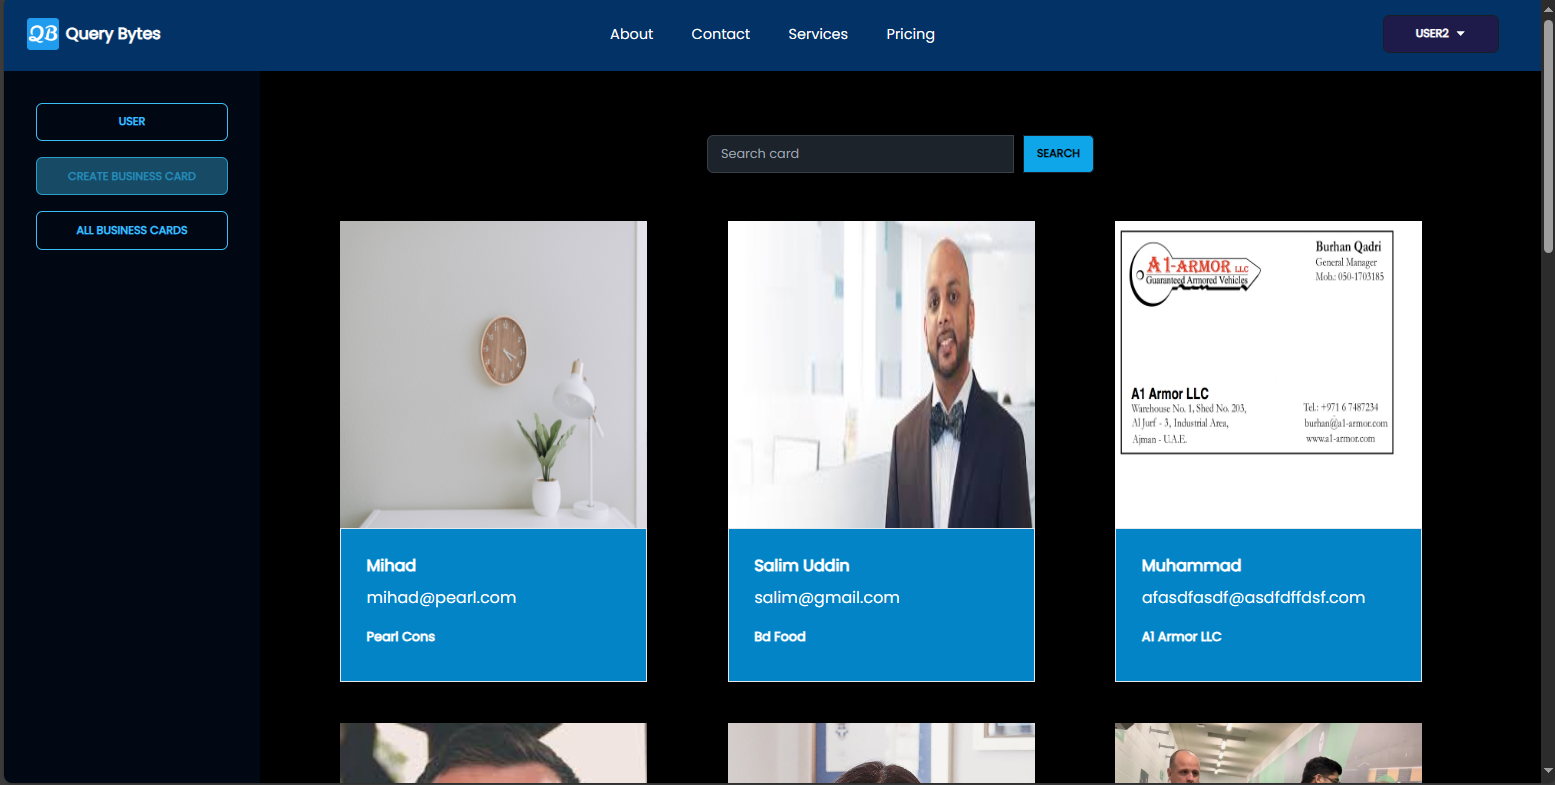 QB Query Bytes
About Contact Services Pricing
USER2
USER
CREATE BUSINESS CARD
ALL BUSINESS CARDS
Search card
SEARCH
A1-ARMOR LLC
Guaranteed Armored Vehicles
Burhan Qadri
General Manager
Mob.: 050-1703185
A1 Armor LLC
Warehouse No. 1, Shed No. 203,
Al Jurf - 3, Industrial Area,
Ajman - U.A.E.
Tel.: +971 6 7487234
burhan@a1-armor.com
www.a1-armor.com
Mihad
mihad@pearl.com
Pearl Cons
Salim Uddin
salim@gmail.com
Bd Food
Muhammad
afasdfasdf@asdfdffdsf.com
A1 Armor LLC